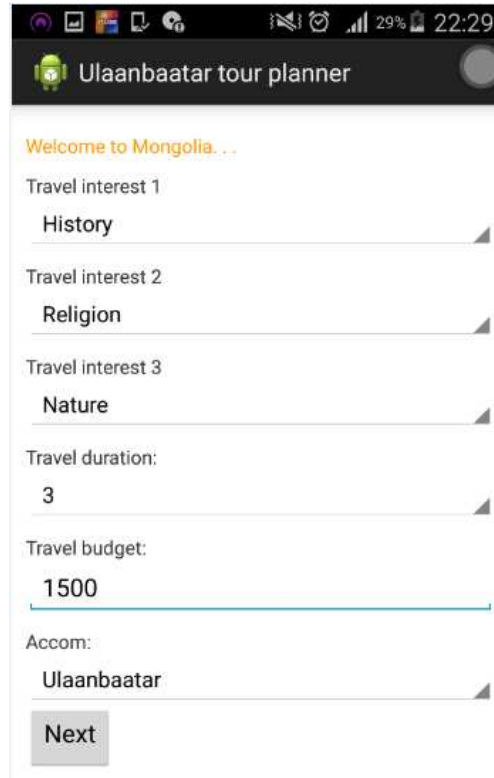 29% 22:29
Ulaanbaatar tour planner
Welcome to Mongolia. . .
Travel interest 1
History
Travel interest 2
Religion
Travel interest 3
Nature
Travel duration:
3
Travel budget:
1500
Accom:
Ulaanbaatar
Next